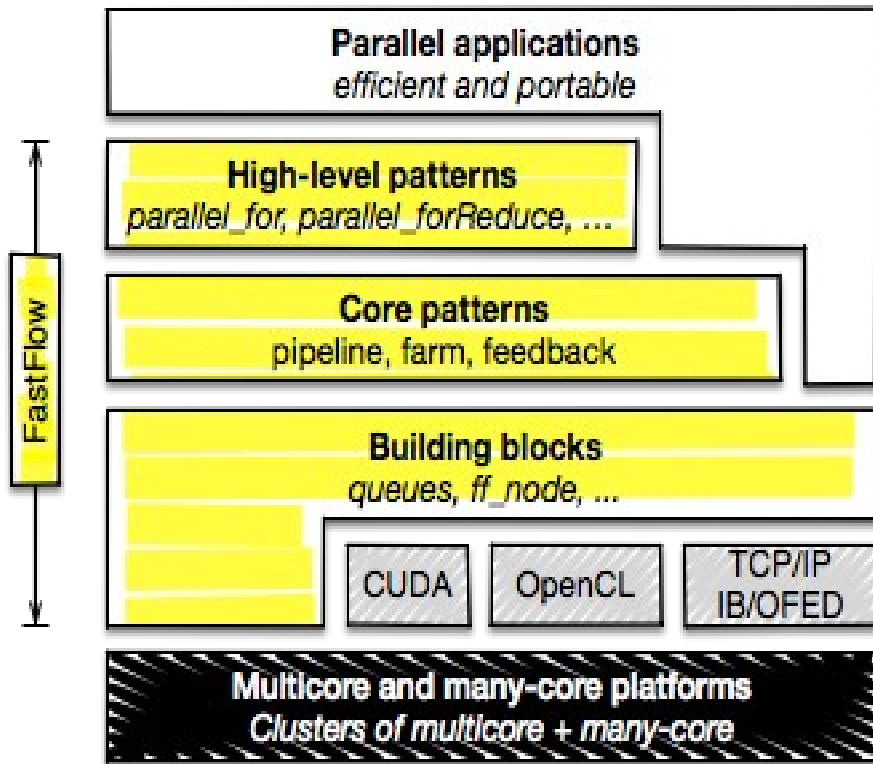 Parallel applications
efficient and portable
High-level patterns
parallel_for, parallel_forReduce, ...
Core patterns
pipeline, farm, feedback
FastFlow
Building blocks
queues, ff_node, ...
CUDA
OpenCL
TCP/IP
IB/OFED
Multicore and many-core platforms
Clusters of multicore + many-core